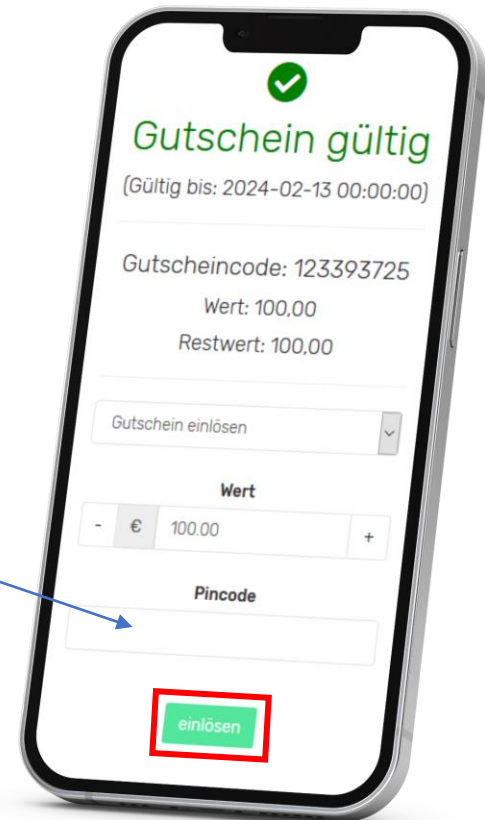 Gutschein gültig
(Gültig bis: 2024-02-13 00:00:00)
Gutscheincode: 123393725
Wert: 100,00
Restwert: 100,00
Gutschein einlösen
Wert
- € 100.00 +
Pincode
einlösen